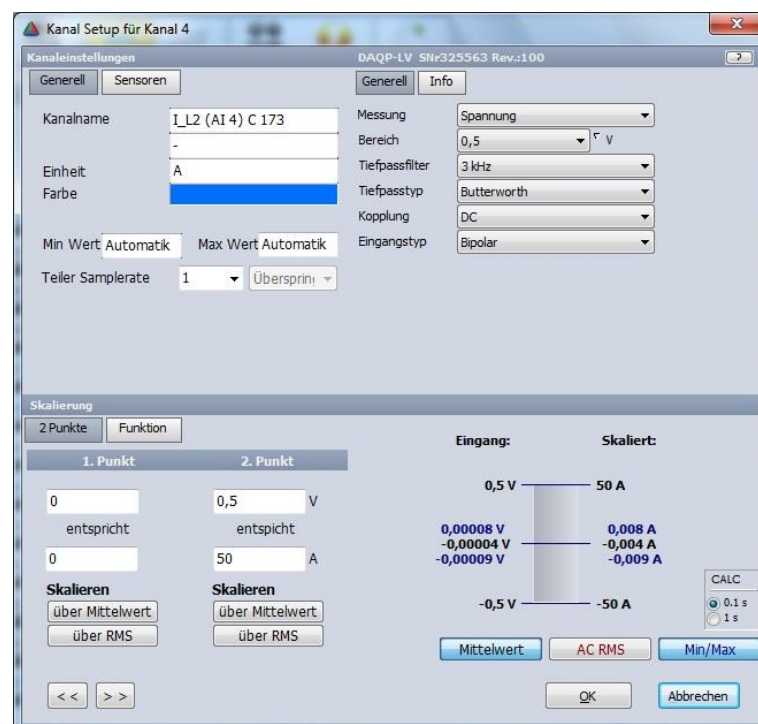 Kanal Setup für Kanal 4
Kanaleinstellungen
Generell Sensoren
Kanalname I_L2 (AI 4) C 173
-
Einheit A
Farbe
Min Wert Automatik Max Wert Automatik
Teiler Samplerate 1
DAQP-LV SNr325563 Rev.:100 ?
Generell Info
Messung Spannung
Bereich 0,5 V
Tiefpassfilter 3 kHz
Tiefpasstyp Butterworth
Kopplung DC
Eingangstyp Bipolar
Skalierung
2 Punkte Funktion
1. Punkt 2. Punkt
0 0,5 V
entspricht entspicht
0 50 A
Skalieren Skalieren
über Mittelwert über Mittelwert
über RMS über RMS
<< >>
Eingang: Skaliert:
0,5 V 50 A
0,00008 V 0,008 A
-0,00004 V -0,004 A
-0,00009 V -0,009 A
-0,5 V -50 A
CALC
0.1 s
1 s
Mittelwert AC RMS Min/Max
OK Abbrechen